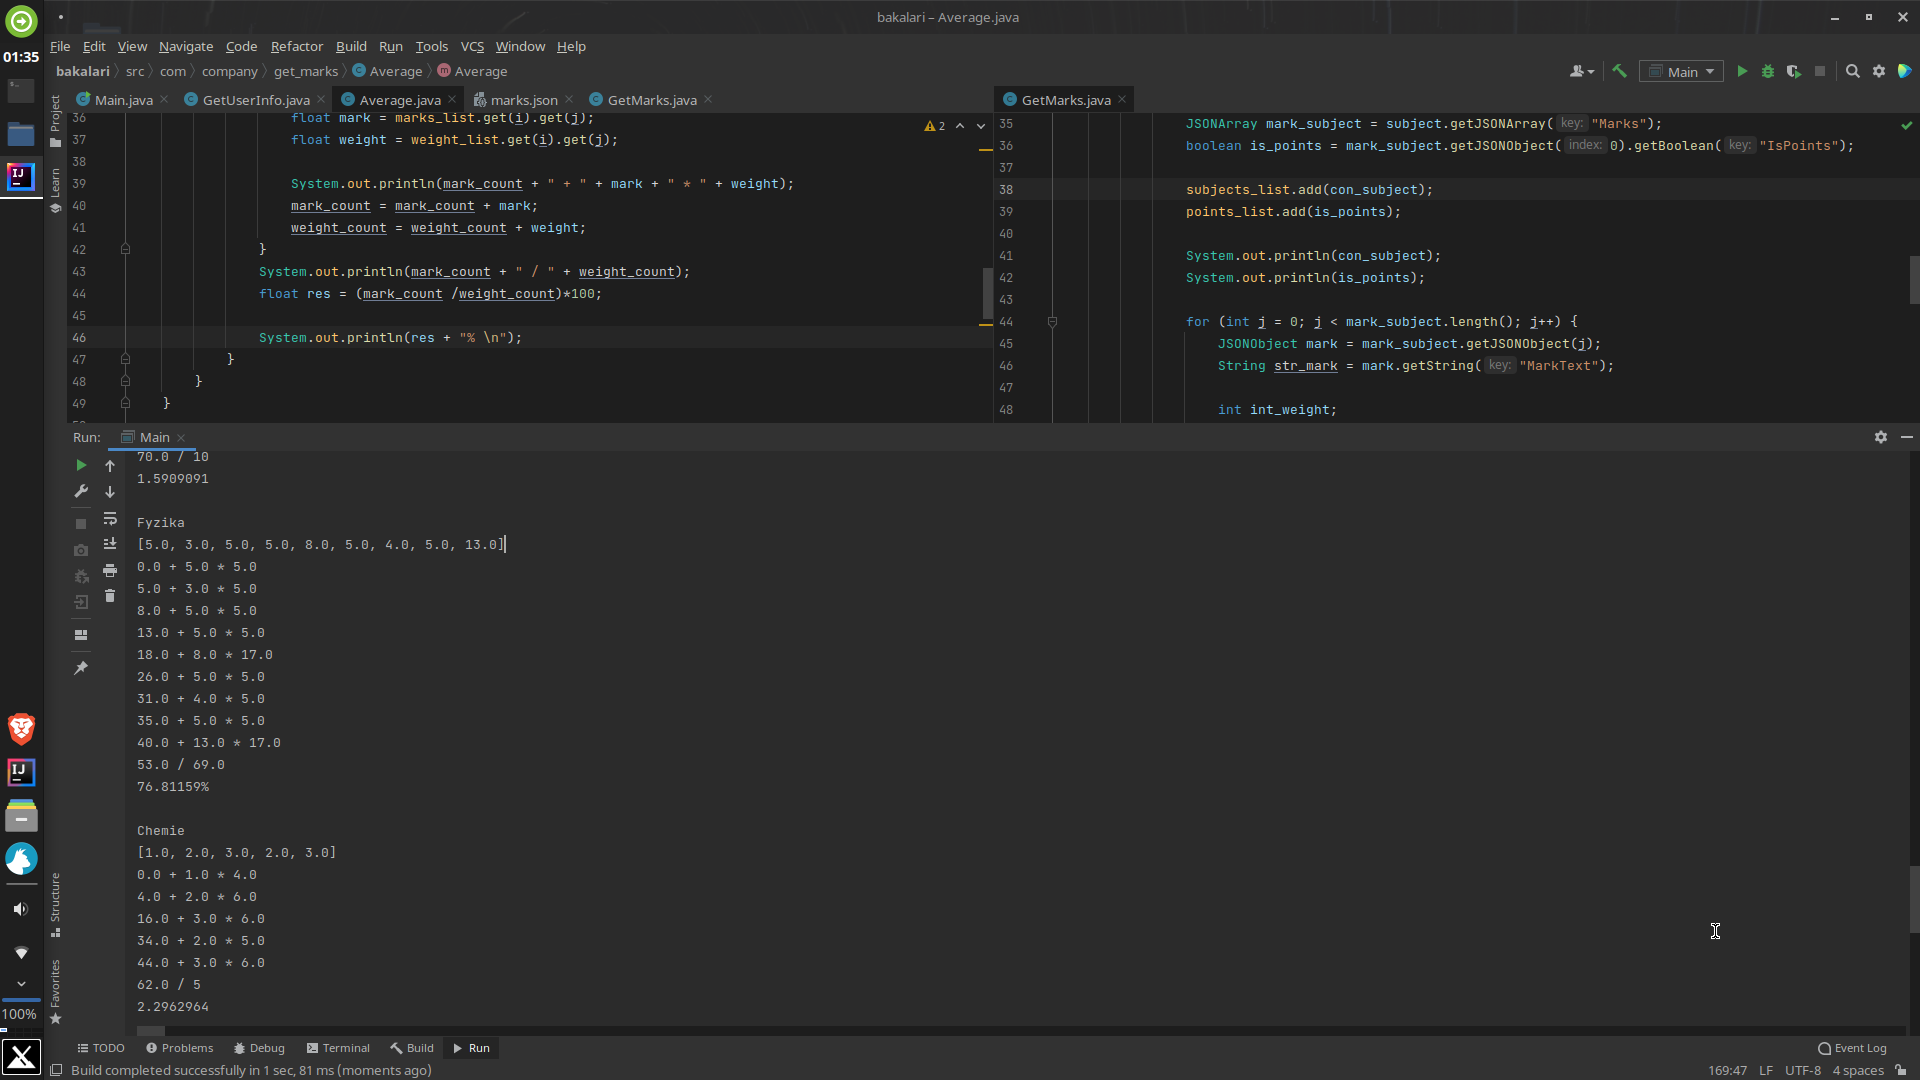 bakalari – Average.java
01:35
File Edit View Navigate Code Refactor Build Run Tools VCS Window Help
bakalari src com company get_marks Average Average
Main
Main.java GetUserInfo.java Average.java marks.json GetMarks.java
GetMarks.java
Project
Learn
Structure
Favorites
36 float mark = marks_list.get(i).get(j);
37 float weight = weight_list.get(i).get(j);
38
39 System.out.println(mark_count + " + " + mark + " * " + weight);
40 mark_count = mark_count + mark;
41 weight_count = weight_count + weight;
42 }
43 System.out.println(mark_count + " / " + weight_count);
44 float res = (mark_count /weight_count)*100;
45
46 System.out.println(res + "% \n");
47 }
48 }
49 }
2
35 JSONArray mark_subject = subject.getJSONArray( key: "Marks");
36 boolean is_points = mark_subject.getJSONObject( index: 0).getBoolean( key: "IsPoints");
37
38 subjects_list.add(con_subject);
39 points_list.add(is_points);
40
41 System.out.println(con_subject);
42 System.out.println(is_points);
43
44 for (int j = 0; j < mark_subject.length(); j++) {
45 JSONObject mark = mark_subject.getJSONObject(j);
46 String str_mark = mark.getString( key: "MarkText");
47
48 int int_weight;
Run: Main
70.0 / 10
1.5909091
Fyzika
[5.0, 3.0, 5.0, 5.0, 8.0, 5.0, 4.0, 5.0, 13.0]
0.0 + 5.0 * 5.0
5.0 + 3.0 * 5.0
8.0 + 5.0 * 5.0
13.0 + 5.0 * 5.0
18.0 + 8.0 * 17.0
26.0 + 5.0 * 5.0
31.0 + 4.0 * 5.0
35.0 + 5.0 * 5.0
40.0 + 13.0 * 17.0
53.0 / 69.0
76.81159%
Chemie
[1.0, 2.0, 3.0, 2.0, 3.0]
0.0 + 1.0 * 4.0
4.0 + 2.0 * 6.0
16.0 + 3.0 * 6.0
34.0 + 2.0 * 5.0
44.0 + 3.0 * 6.0
62.0 / 5
2.2962964
100%
TODO Problems Debug Terminal Build Run Event Log
Build completed successfully in 1 sec, 81 ms (moments ago) 169:47 LF UTF-8 4 spaces